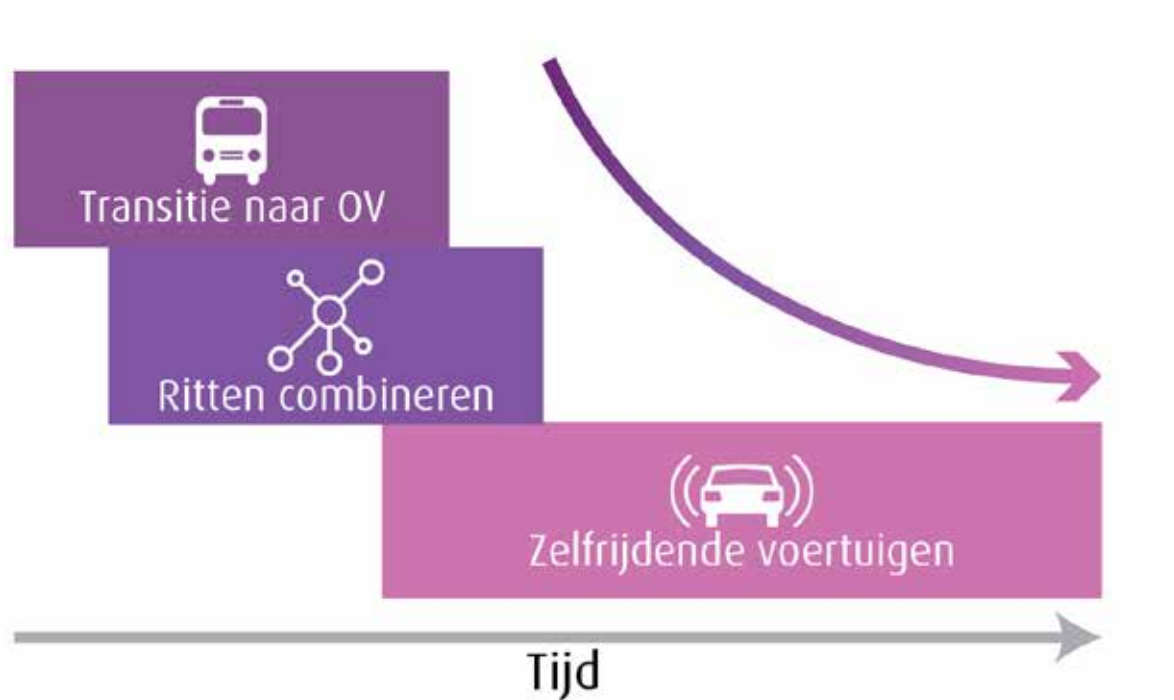 Transitie naar OV
Ritten combineren
Zelfrijdende voertuigen
Tijd